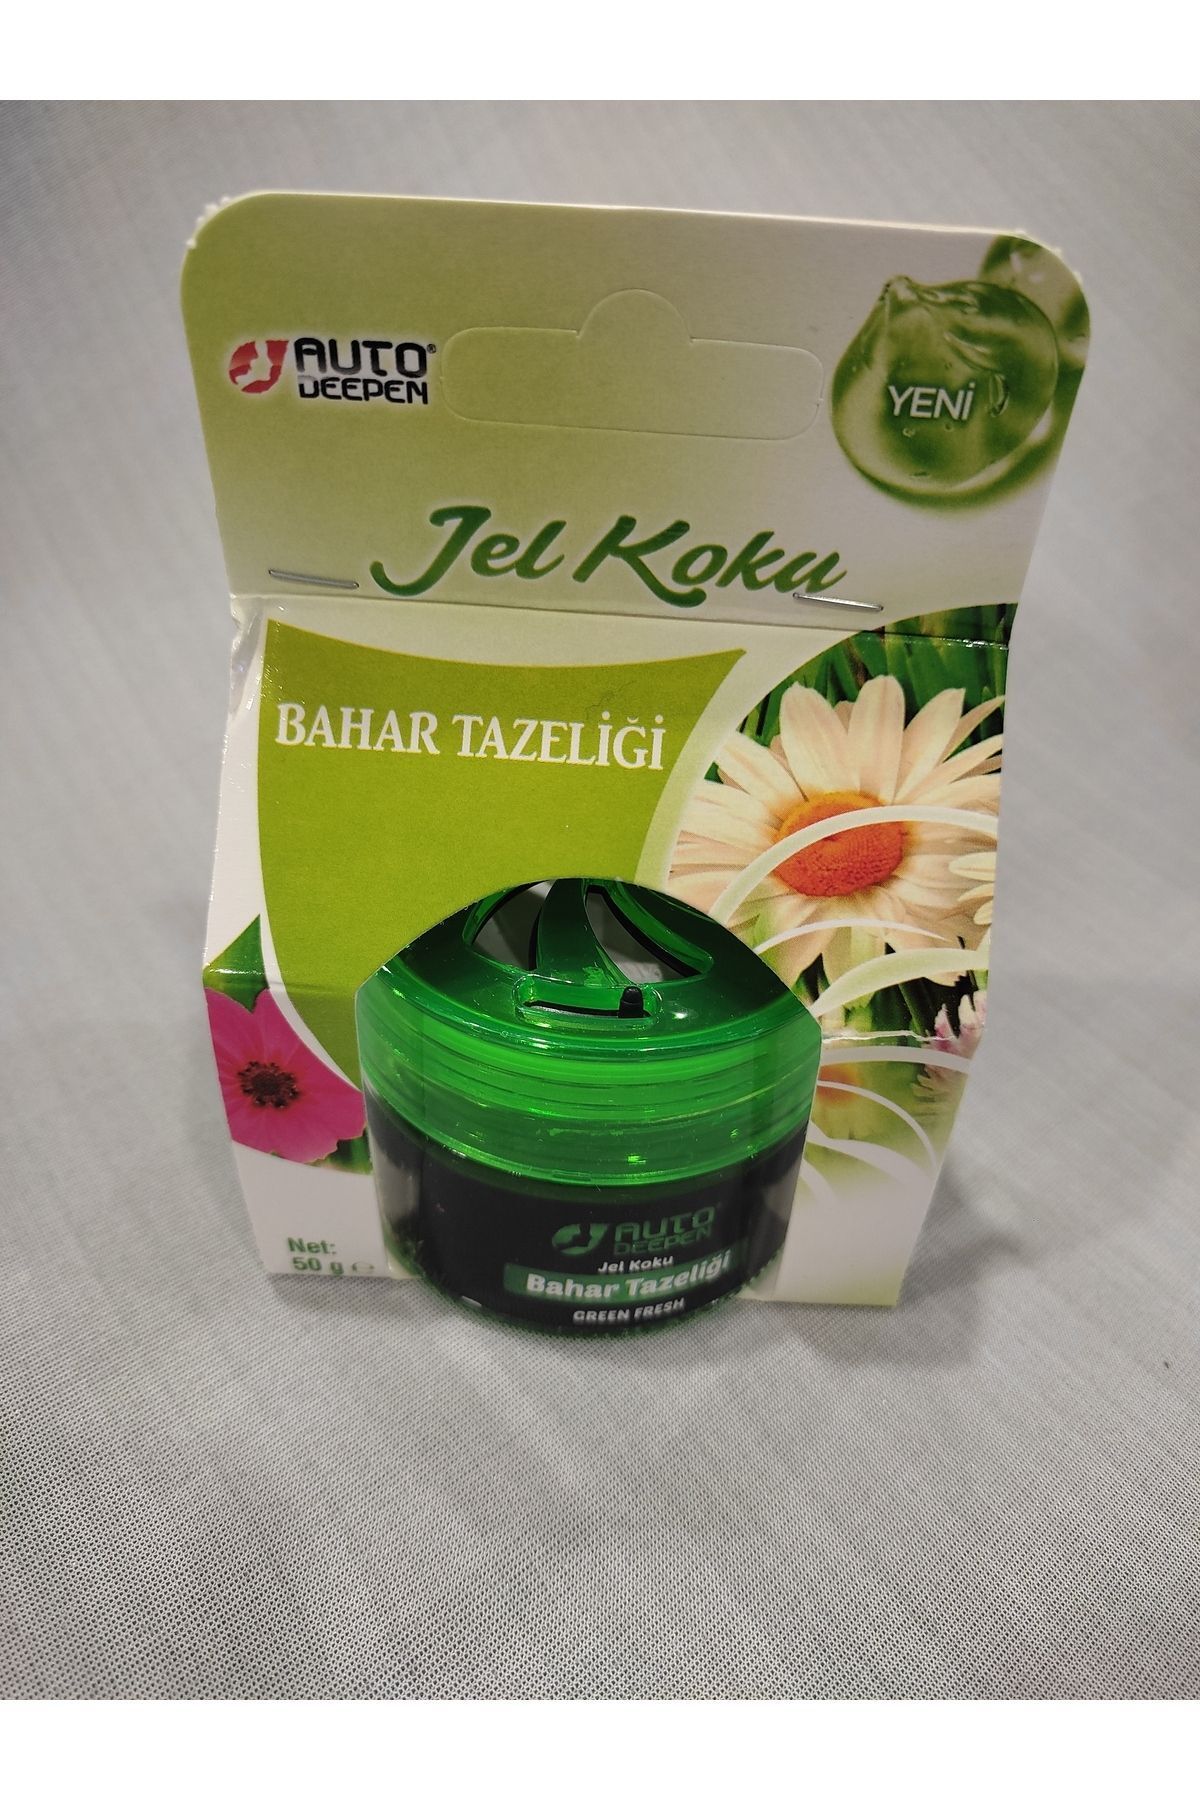 AUTO®
DEEPEN
YENİ
Jel Koku
BAHAR TAZELİĞİ
AUTO
DEEPEN
Jel Koku
Bahar Tazeliği
GREEN FRESH
Net:
50 g ℮